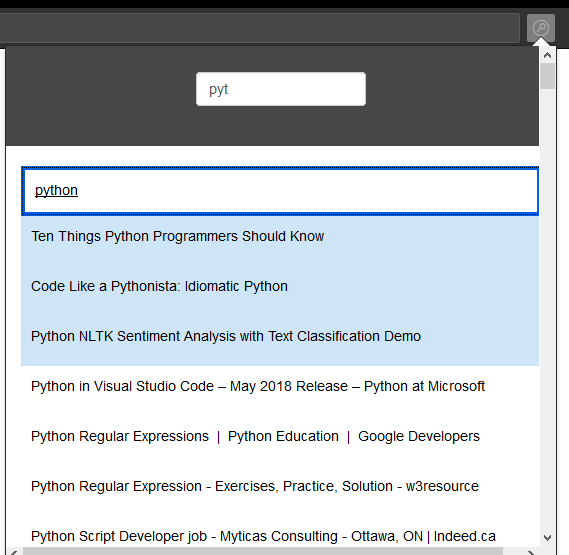 pyt
python
Ten Things Python Programmers Should Know
Code Like a Pythonista: Idiomatic Python
Python NLTK Sentiment Analysis with Text Classification Demo
Python in Visual Studio Code – May 2018 Release – Python at Microsoft
Python Regular Expressions | Python Education | Google Developers
Python Regular Expression - Exercises, Practice, Solution - w3resource
Python Script Developer job - Myticas Consulting - Ottawa, ON | Indeed.ca